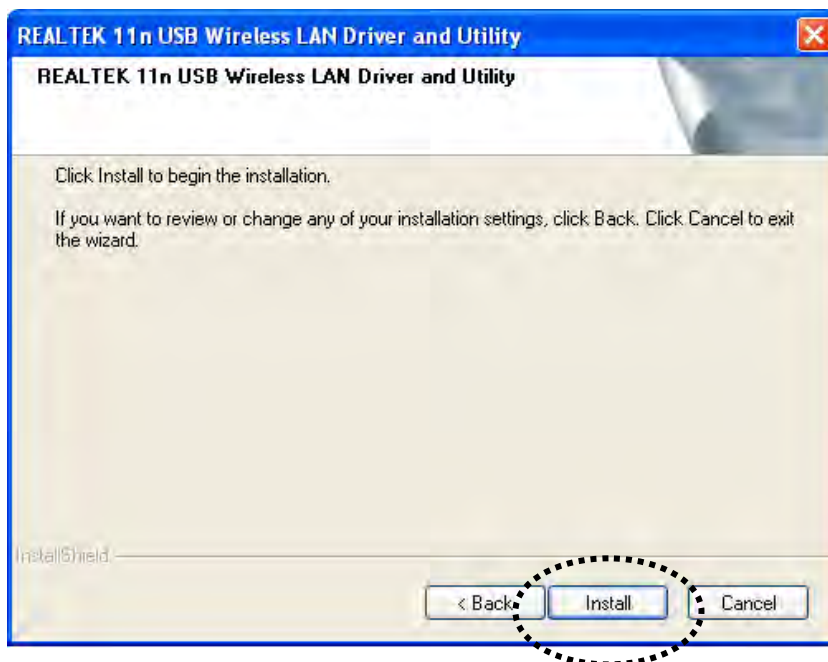 REALTEK 11n USB Wireless LAN Driver and Utility
REALTEK 11n USB Wireless LAN Driver and Utility
Click Install to begin the installation.
If you want to review or change any of your installation settings, click Back. Click Cancel to exit
the wizard.
InstallShield
< Back Install Cancel